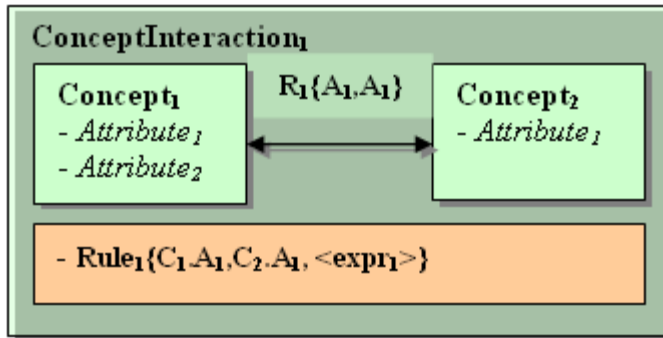 ConceptInteraction₁
Concept₁
- Attribute₁
- Attribute₂
R₁{A₁,A₁}
Concept₂
- Attribute₁
- Rule₁{C₁.A₁,C₂.A₁, <expr₁>}